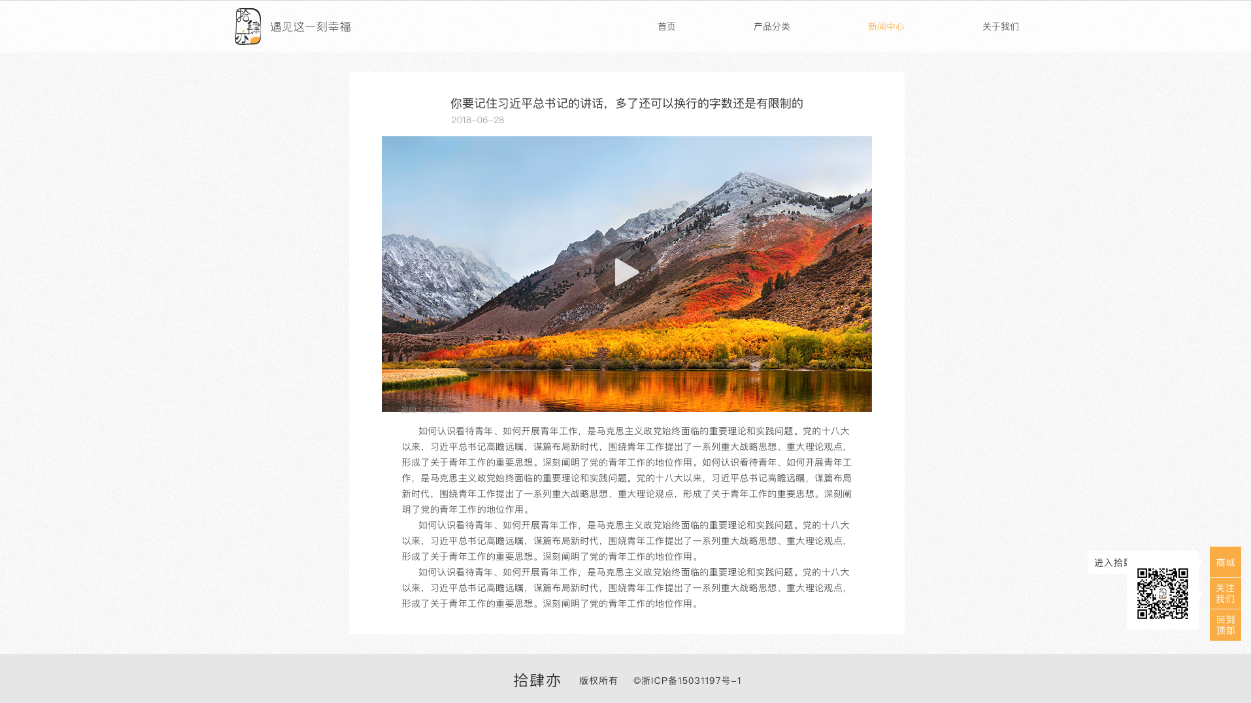 拾肆亦
遇见这一刻幸福
首页
产品分类
新闻中心
关于我们
你要记住习近平总书记的讲话，多了还可以换行的字数还是有限制的
2018-06-28
如何认识看待青年、如何开展青年工作，是马克思主义政党始终面临的重要理论和实践问题。党的十八大
以来，习近平总书记高瞻远瞩，谋篇布局新时代，围绕青年工作提出了一系列重大战略思想、重大理论观点，
形成了关于青年工作的重要思想。深刻阐明了党的青年工作的地位作用。如何认识看待青年、如何开展青年工
作，是马克思主义政党始终面临的重要理论和实践问题。党的十八大以来，习近平总书记高瞻远瞩，谋篇布局
新时代，围绕青年工作提出了一系列重大战略思想、重大理论观点，形成了关于青年工作的重要思想。深刻阐
明了党的青年工作的地位作用。
如何认识看待青年、如何开展青年工作，是马克思主义政党始终面临的重要理论和实践问题。党的十八大
以来，习近平总书记高瞻远瞩，谋篇布局新时代，围绕青年工作提出了一系列重大战略思想、重大理论观点，
形成了关于青年工作的重要思想。深刻阐明了党的青年工作的地位作用。
如何认识看待青年、如何开展青年工作，是马克思主义政党始终面临的重要理论和实践问题。党的十八大
以来，习近平总书记高瞻远瞩，谋篇布局新时代，围绕青年工作提出了一系列重大战略思想、重大理论观点，
形成了关于青年工作的重要思想。深刻阐明了党的青年工作的地位作用。
进入拾
商城
关注
我们
回到
顶部
拾肆亦
版权所有
©浙ICP备15031197号-1